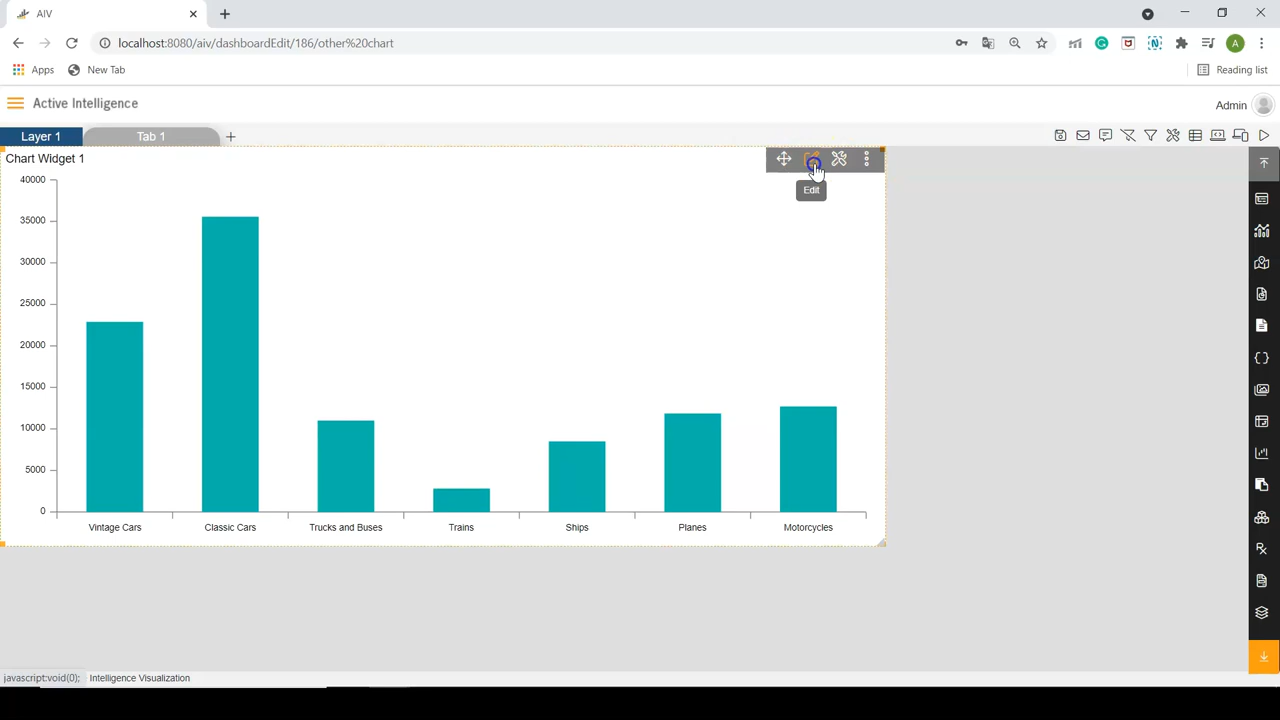 AIV
localhost:8080/aiv/dashboardEdit/186/other%20chart
Apps
New Tab
Reading list
Active Intelligence
Admin
Layer 1
Tab 1
Chart Widget 1
Edit
40000
35000
30000
25000
20000
15000
10000
5000
0
Vintage Cars
Classic Cars
Trucks and Buses
Trains
Ships
Planes
Motorcycles
javascript:void(0);
Intelligence Visualization